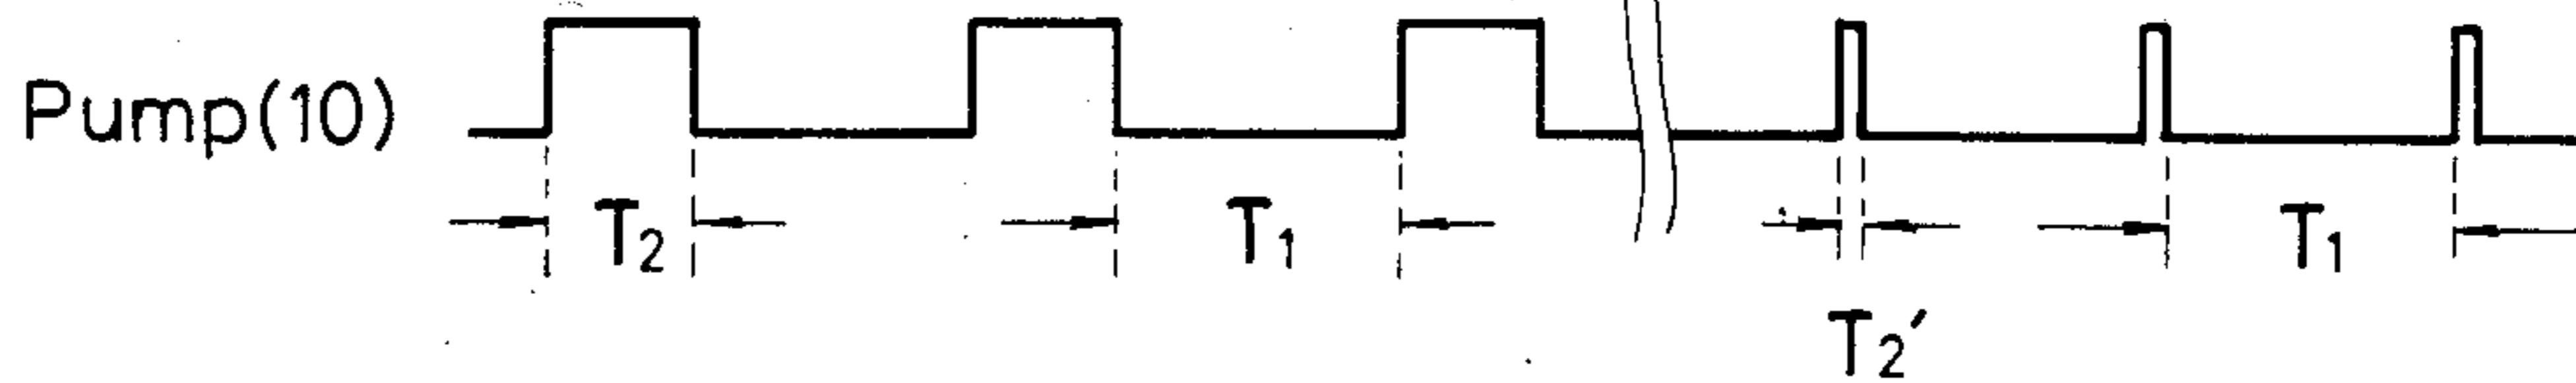 Pump(10)
T₂ T₁ T₁
T₂′